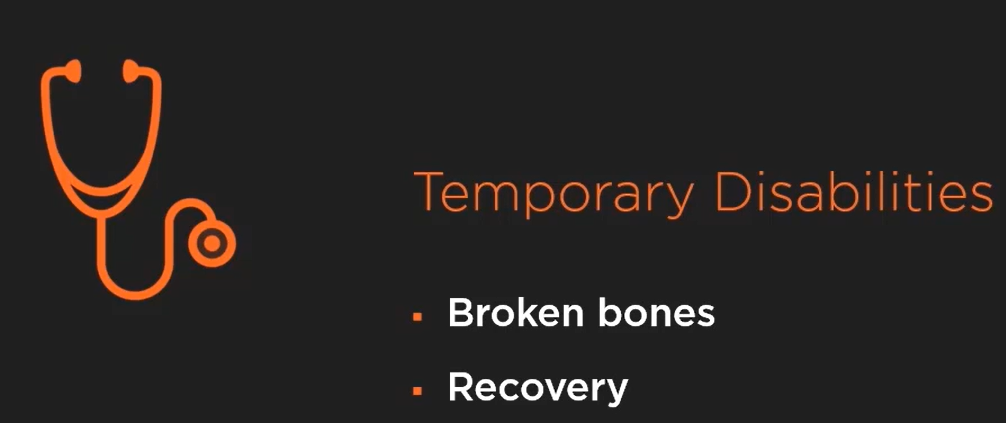 Temporary Disabilities
▪ Broken bones
▪ Recovery